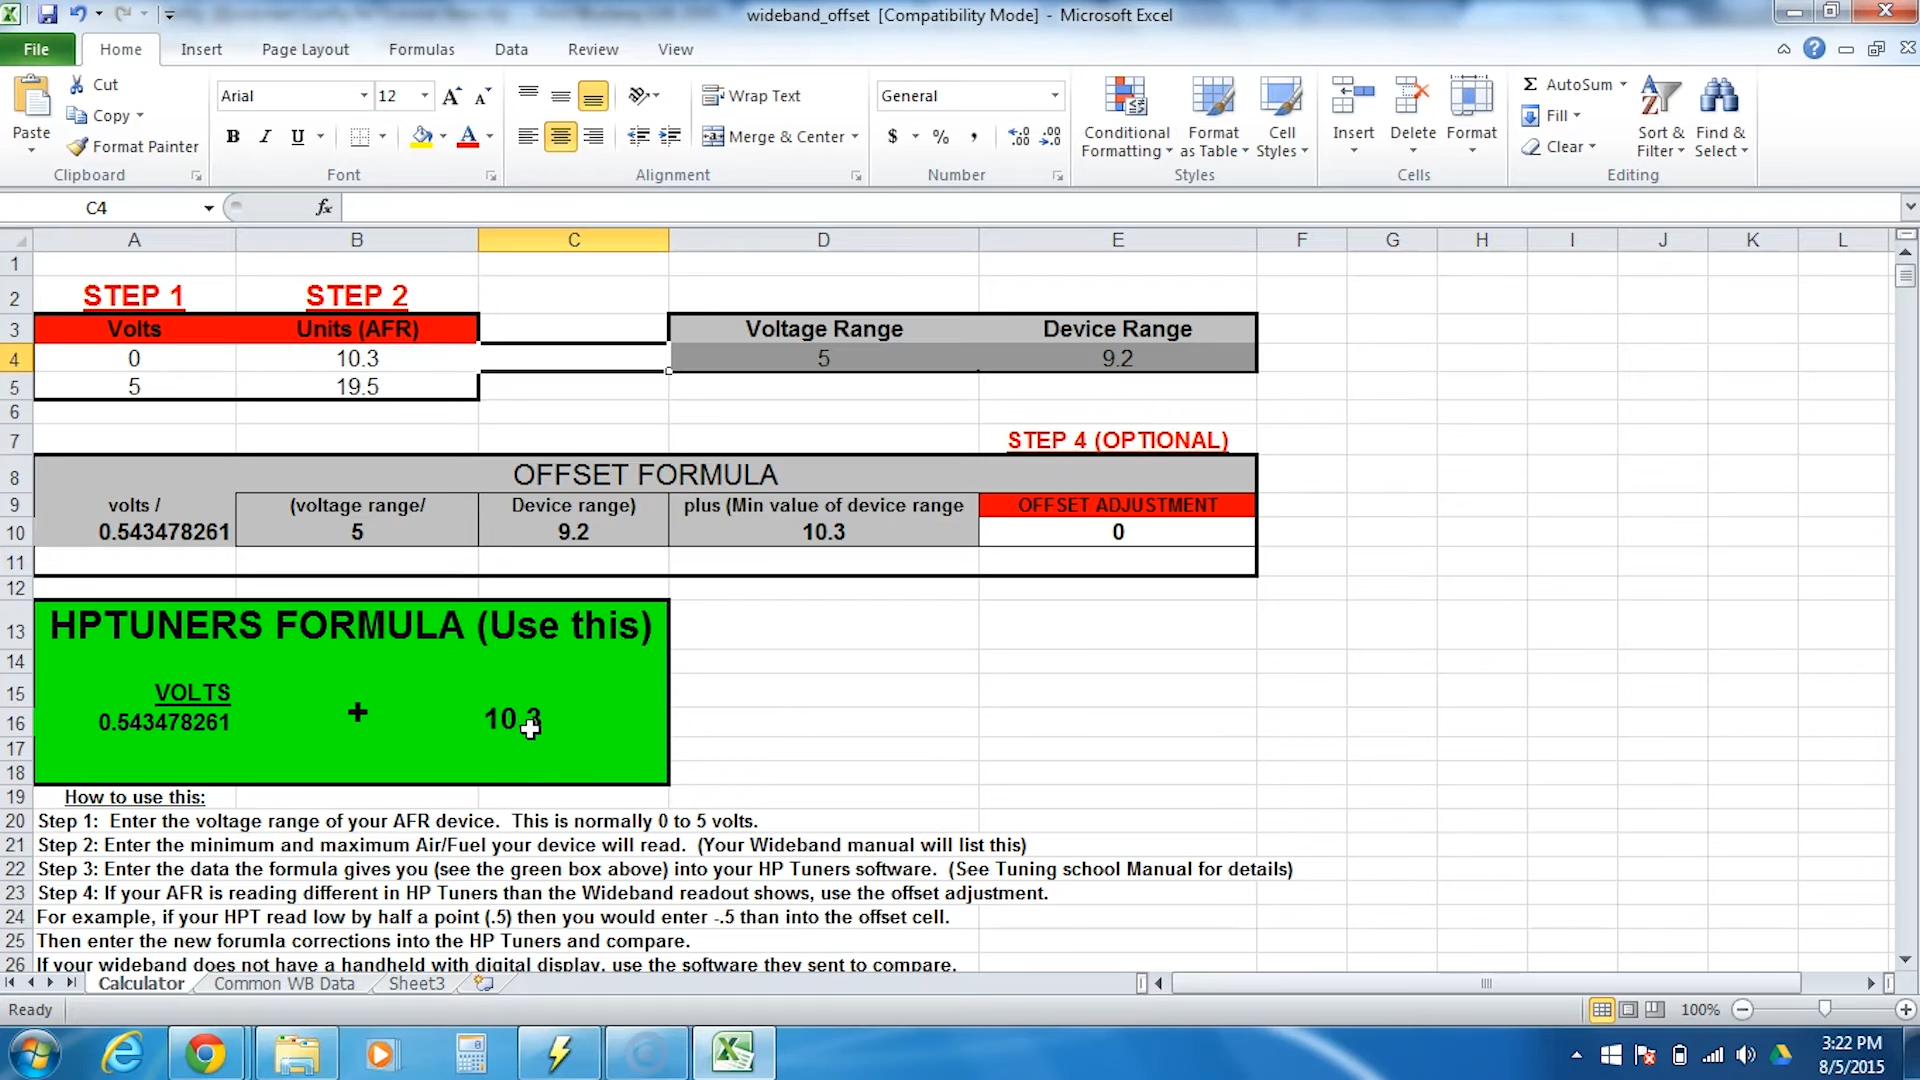 wideband_offset [Compatibility Mode] - Microsoft Excel
File Home Insert Page Layout Formulas Data Review View
Paste
Cut
Copy
Format Painter
Clipboard
Arial 12
B I U
Font
Wrap Text
Merge & Center
Alignment
General
$ % ,
Number
Conditional Formatting
Format as Table
Cell Styles
Styles
Insert Delete Format
Cells
Σ AutoSum
Fill
Clear
Sort & Filter
Find & Select
Editing
C4 fx
A B C D E F G H I J K L
1
2 STEP 1 STEP 2
3 Volts Units (AFR) Voltage Range Device Range
4 0 10.3 5 9.2
5 5 19.5
6
7 STEP 4 (OPTIONAL)
8 OFFSET FORMULA
9 volts / (voltage range/ Device range) plus (Min value of device range OFFSET ADJUSTMENT
10 0.543478261 5 9.2 10.3 0
11
12
13 HPTUNERS FORMULA (Use this)
14
15 VOLTS
16 0.543478261 + 10.3
17
18
19 How to use this:
20 Step 1: Enter the voltage range of your AFR device. This is normally 0 to 5 volts.
21 Step 2: Enter the minimum and maximum Air/Fuel your device will read. (Your Wideband manual will list this)
22 Step 3: Enter the data the formula gives you (see the green box above) into your HP Tuners software. (See Tuning school Manual for details)
23 Step 4: If your AFR is reading different in HP Tuners than the Wideband readout shows, use the offset adjustment.
24 For example, if your HPT read low by half a point (.5) then you would enter -.5 than into the offset cell.
25 Then enter the new forumla corrections into the HP Tuners and compare.
26 If your wideband does not have a handheld with digital display, use the software they sent to compare.
Calculator Common WB Data Sheet3
Ready 100%
3:22 PM
8/5/2015